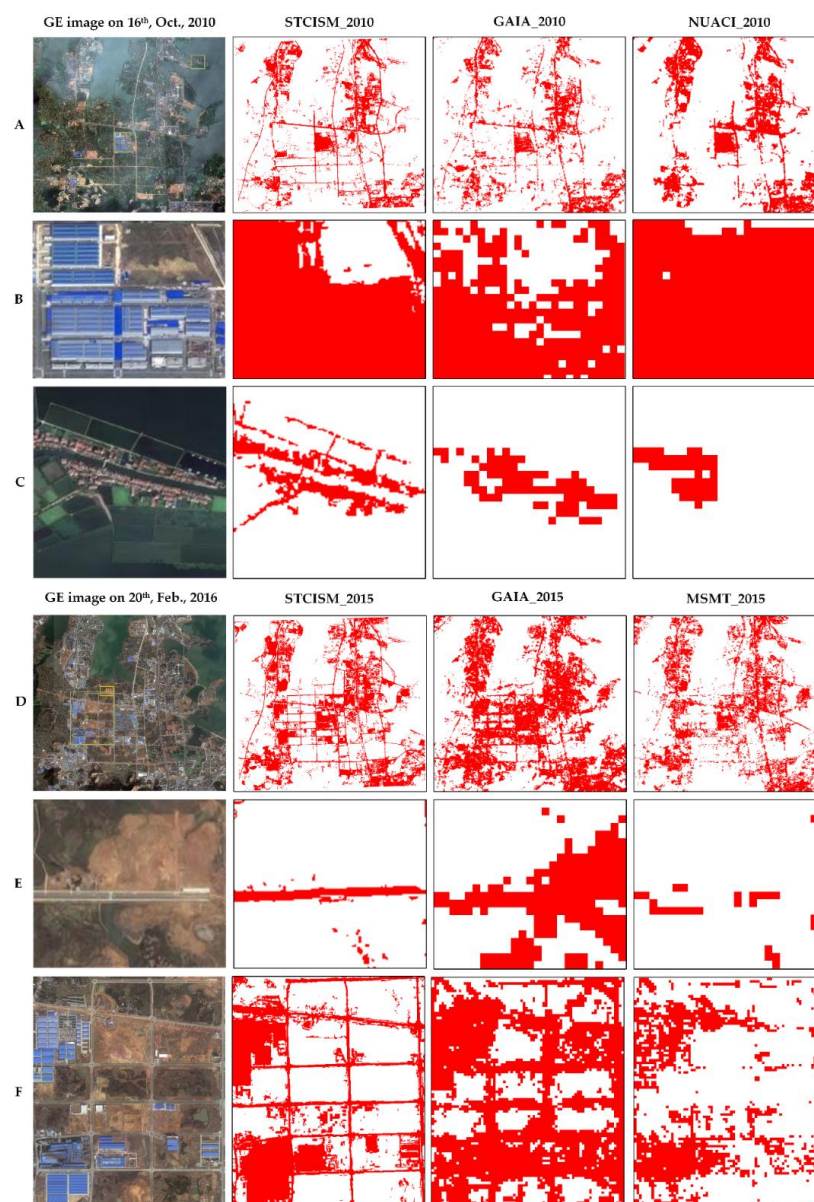 GE image on 16th, Oct., 2010 STCISM_2010 GAIA_2010 NUACI_2010
A
B
C
GE image on 20th, Feb., 2016 STCISM_2015 GAIA_2015 MSMT_2015
D
E
F